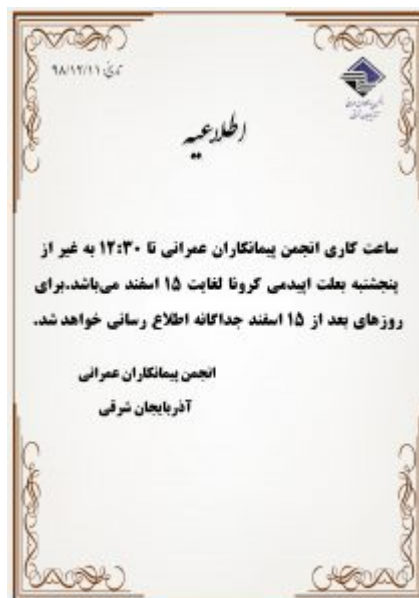 تاریخ: ۹۸/۱۲/۱۱
اطلاعیه
ساعت کاری انجمن پیمانکاران عمرانی تا ۱۲:۳۰ به غیر از
پنجشنبه بعلت اپیدمی کرونا لغایت ۱۵ اسفند می‌باشد.برای
روزهای بعد از ۱۵ اسفند جداگانه اطلاع رسانی خواهد شد.
انجمن پیمانکاران عمرانی
آذربایجان شرقی